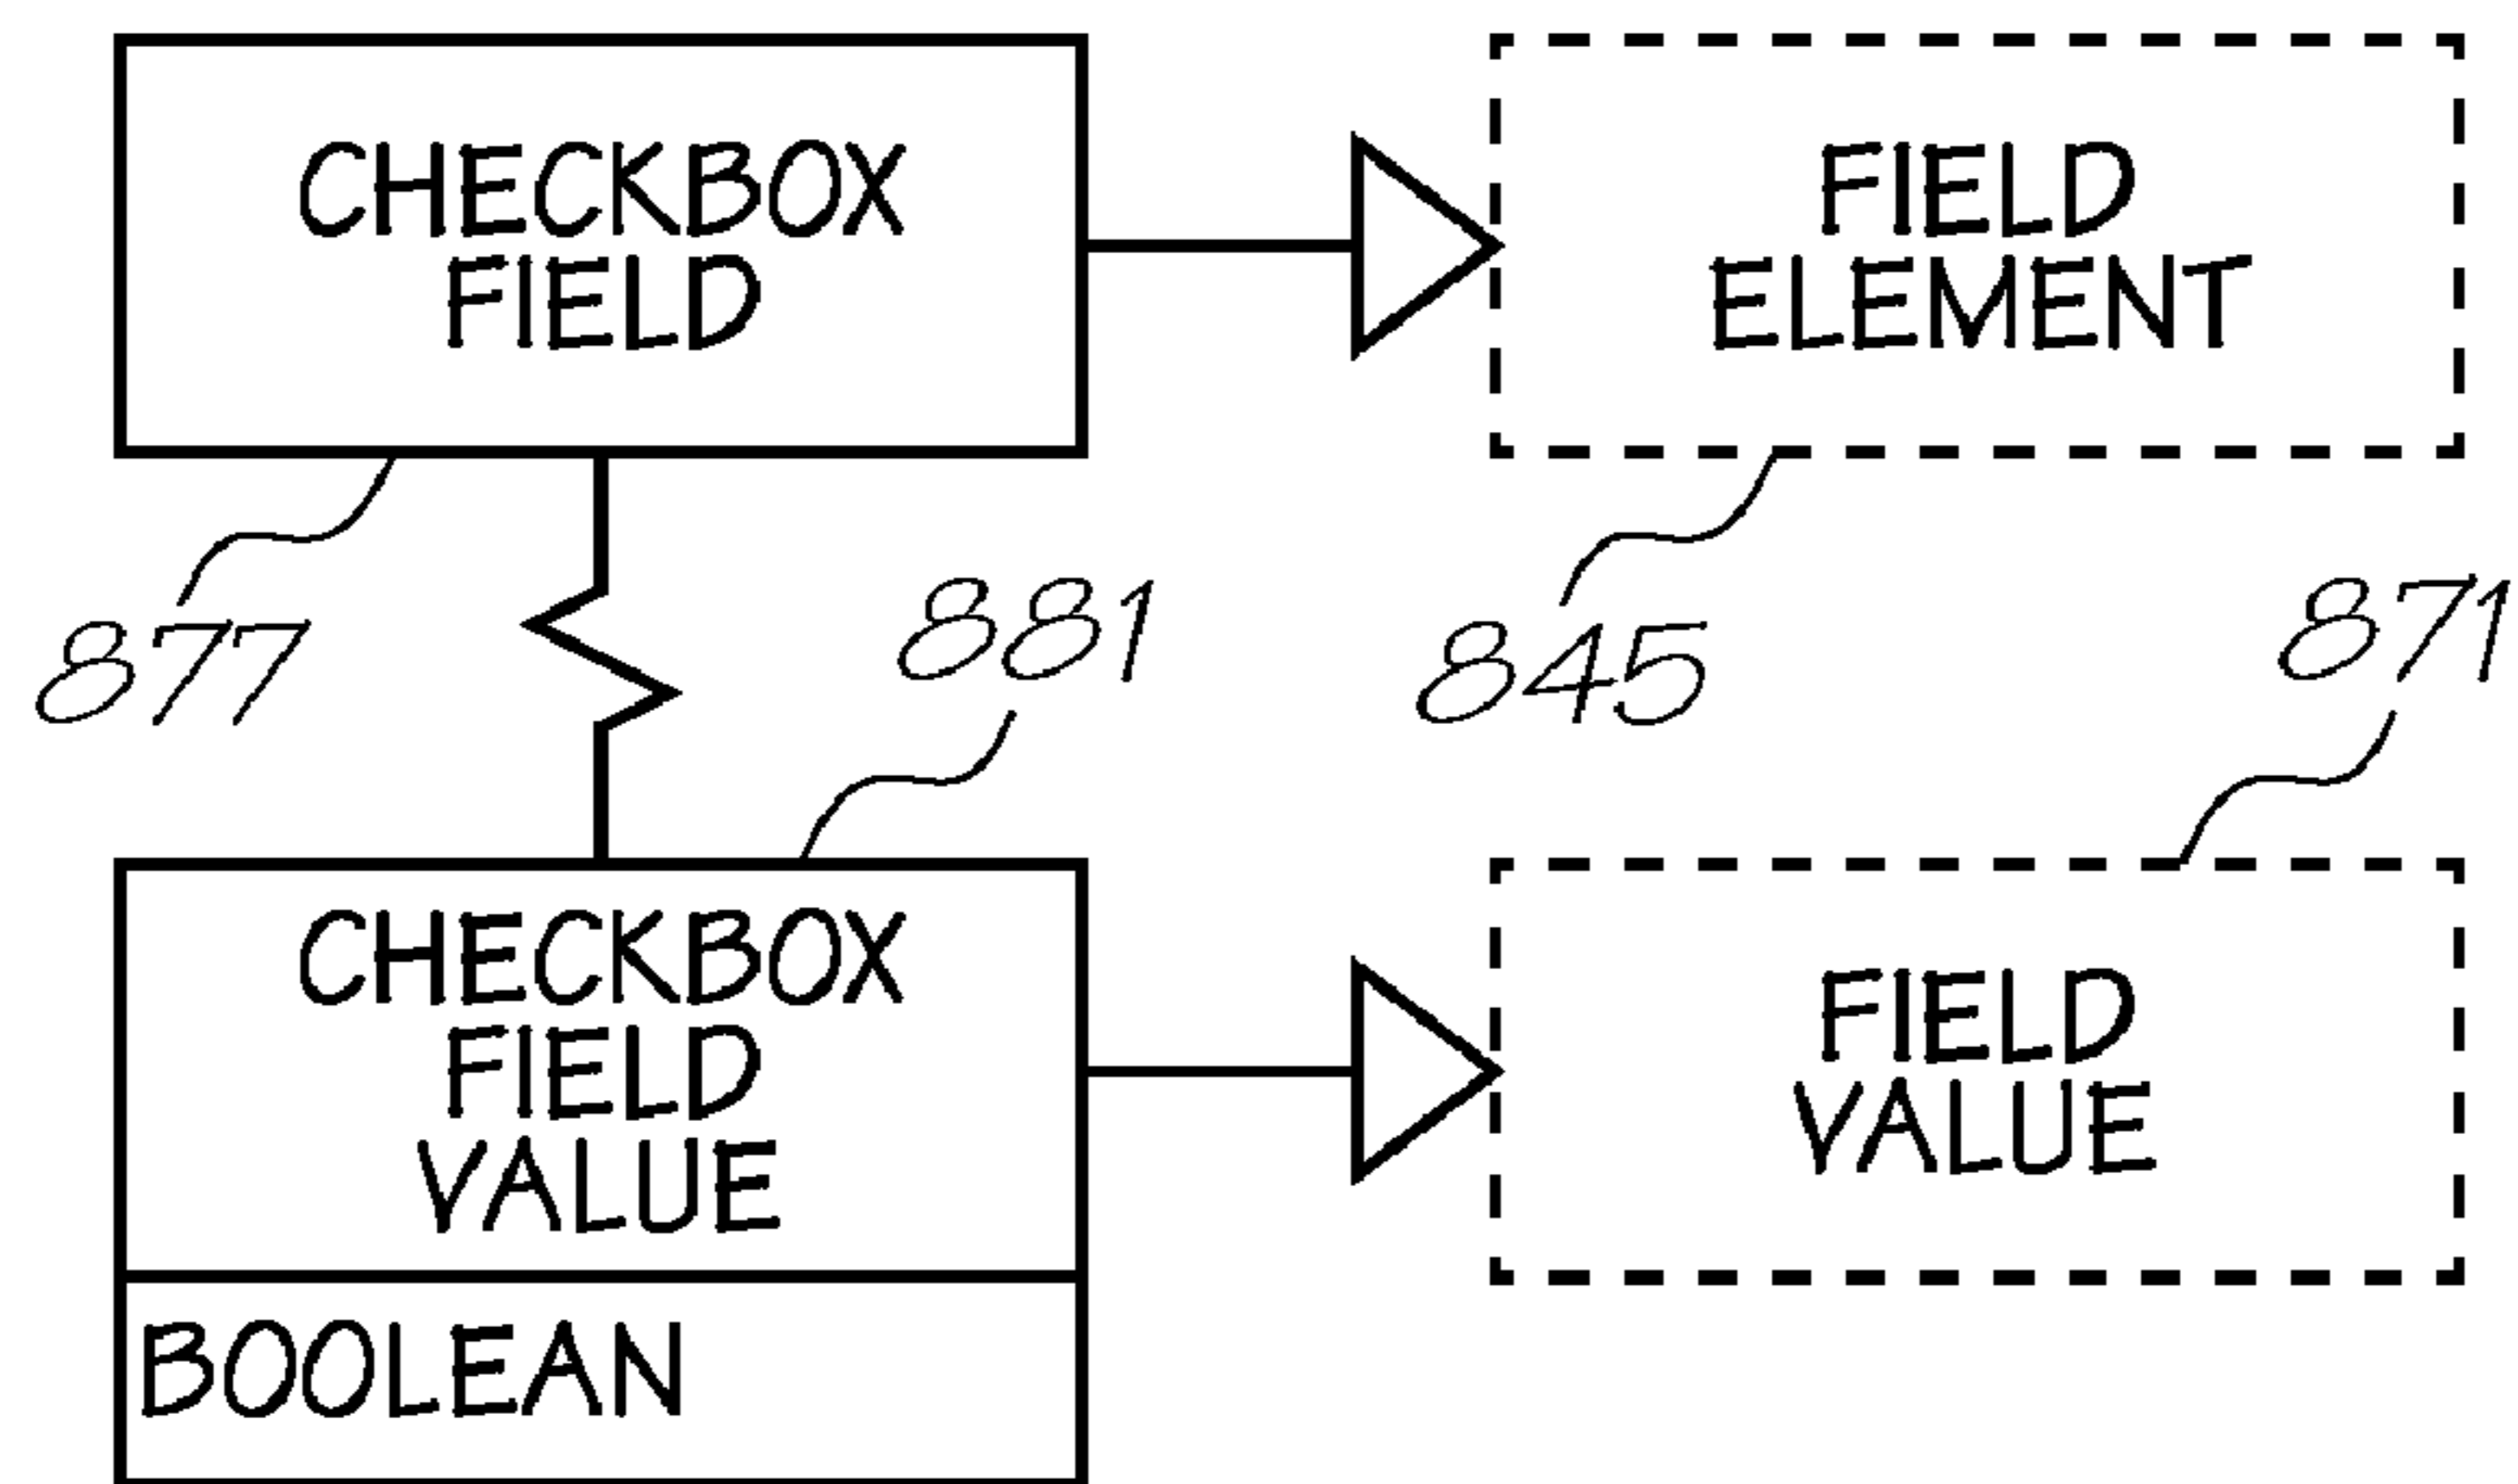 CHECKBOX
FIELD
FIELD
ELEMENT
877
881
845
871
CHECKBOX
FIELD
VALUE
BOOLEAN
FIELD
VALUE